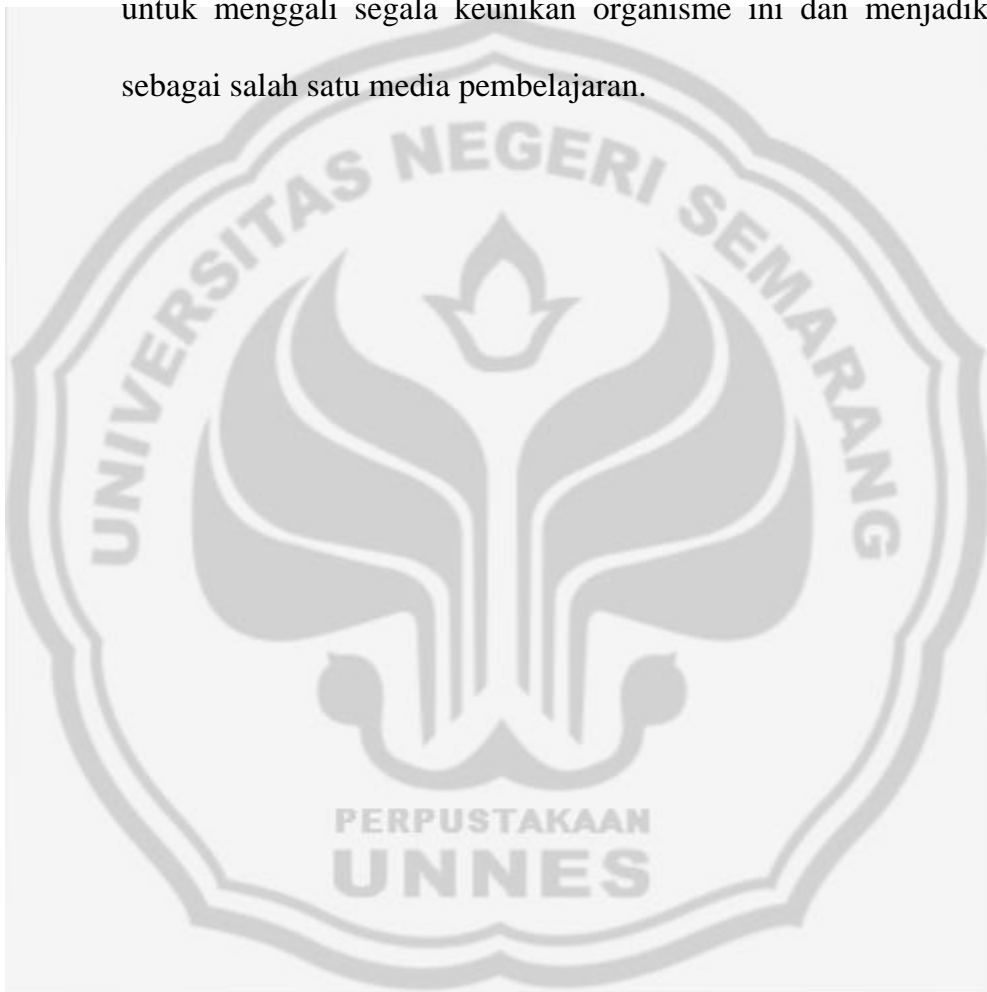 untuk menggali segala keunikan organisme ini dan menjadik
sebagai salah satu media pembelajaran.
UNIVERSITAS NEGERI SEMARANG
PERPUSTAKAAN
UNNES